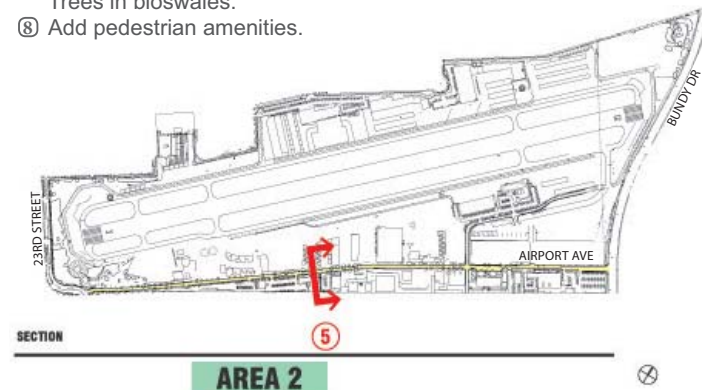 Trees in bioswales.
⑧ Add pedestrian amenities.
BUNDY DR
23RD STREET
AIRPORT AVE
SECTION
5
AREA 2